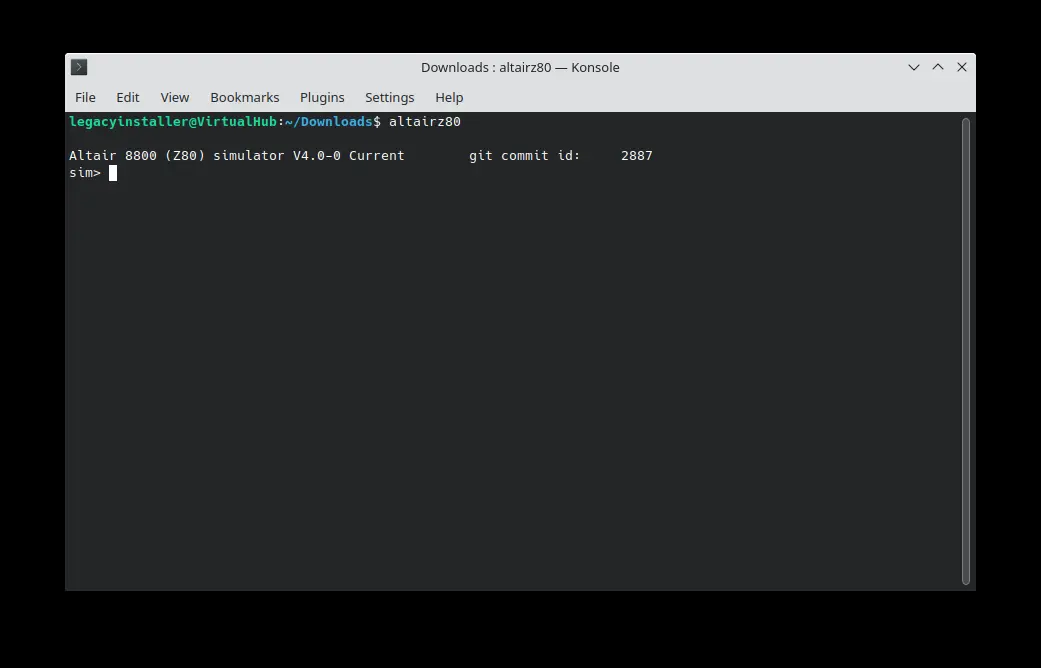 Downloads : altairz80 — Konsole
File Edit View Bookmarks Plugins Settings Help
legacyinstaller@VirtualHub:~/Downloads$ altairz80
Altair 8800 (Z80) simulator V4.0-0 Current        git commit id:     2887
sim>